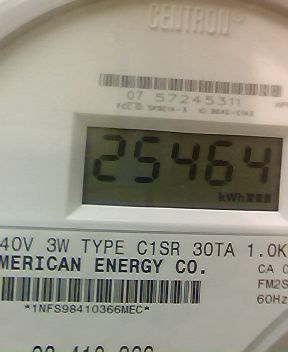 CENTRON®
07 57245311
25464
kWh
40V 3W TYPE C1SR 30TA 1.0K
MERICAN ENERGY CO.
CA 0
FM2S
60Hz
*1NFS98410366MEC*